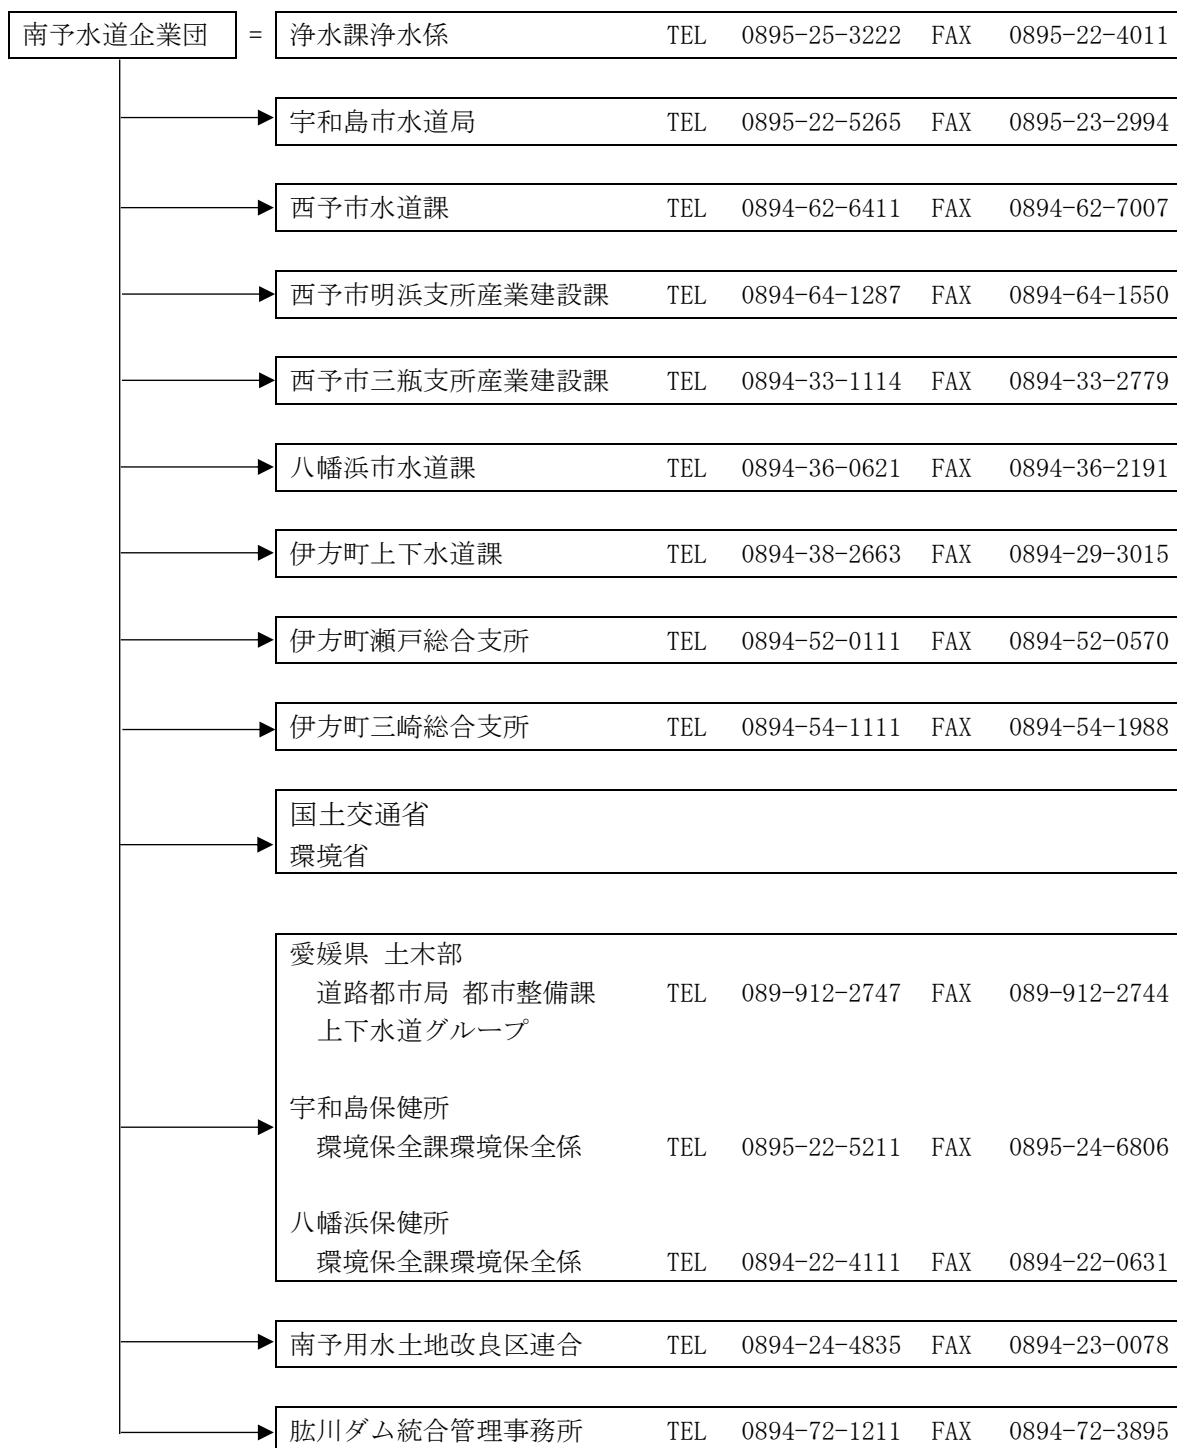 南予水道企業団 = 浄水課浄水係 TEL 0895-25-3222 FAX 0895-22-4011
宇和島市水道局 TEL 0895-22-5265 FAX 0895-23-2994
西予市水道課 TEL 0894-62-6411 FAX 0894-62-7007
西予市明浜支所産業建設課 TEL 0894-64-1287 FAX 0894-64-1550
西予市三瓶支所産業建設課 TEL 0894-33-1114 FAX 0894-33-2779
八幡浜市水道課 TEL 0894-36-0621 FAX 0894-36-2191
伊方町上下水道課 TEL 0894-38-2663 FAX 0894-29-3015
伊方町瀬戸総合支所 TEL 0894-52-0111 FAX 0894-52-0570
伊方町三崎総合支所 TEL 0894-54-1111 FAX 0894-54-1988
国土交通省
環境省
愛媛県 土木部
道路都市局 都市整備課 TEL 089-912-2747 FAX 089-912-2744
上下水道グループ
宇和島保健所
環境保全課環境保全係 TEL 0895-22-5211 FAX 0895-24-6806
八幡浜保健所
環境保全課環境保全係 TEL 0894-22-4111 FAX 0894-22-0631
南予用水土地改良区連合 TEL 0894-24-4835 FAX 0894-23-0078
肱川ダム統合管理事務所 TEL 0894-72-1211 FAX 0894-72-3895